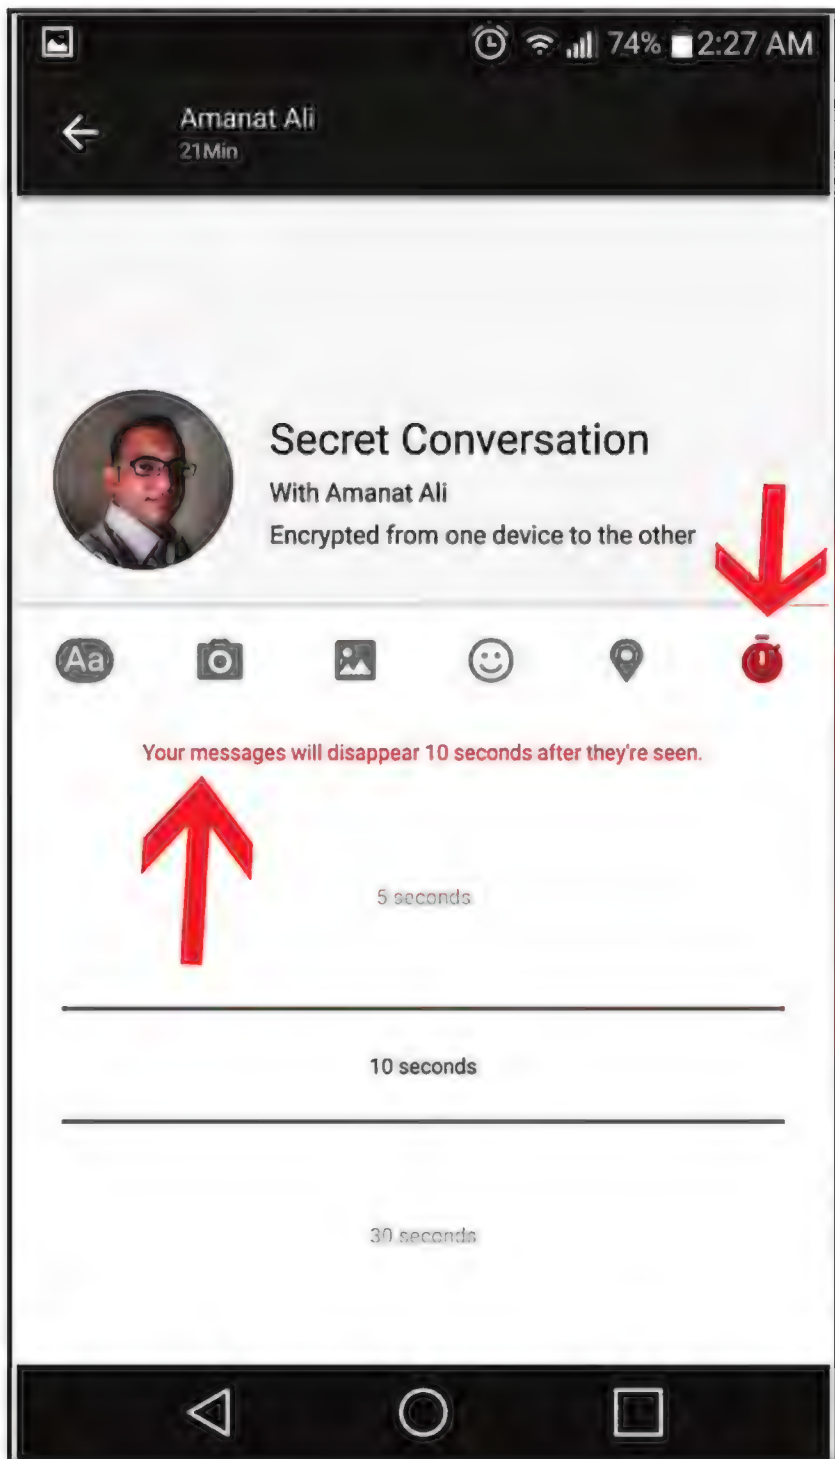 74% 2:27 AM
Amanat Ali
21Min
Secret Conversation
With Amanat Ali
Encrypted from one device to the other
Aa
Your messages will disappear 10 seconds after they're seen.
5 seconds
10 seconds
30 seconds